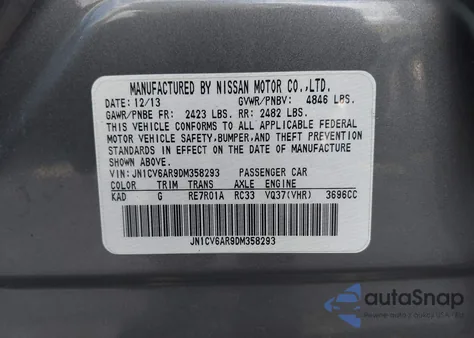 MANUFACTURED BY NISSAN MOTOR CO.,LTD.
DATE: 12/13 GVWR/PNBV: 4846 LBS.
GAWR/PNBE FR: 2423 LBS. RR: 2482 LBS.
THIS VEHICLE CONFORMS TO ALL APPLICABLE FEDERAL
MOTOR VEHICLE SAFETY,BUMPER,AND THEFT PREVENTION
STANDARDS IN EFFECT ON THE DATE OF MANUFACTURE
SHOWN ABOVE.
VIN: JN1CV6AR9DM358293 PASSENGER CAR
COLOR TRIM TRANS AXLE ENGINE
KAD G RE7R01A RC33 VQ37(VHR) 3696CC
JN1CV6AR9DM358293
autoSnap